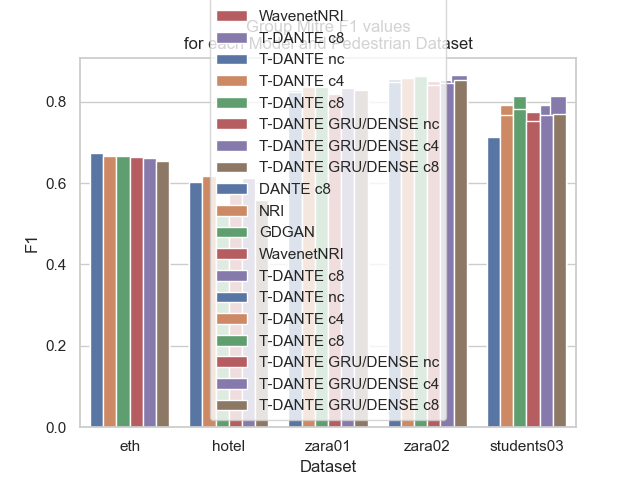 Group Mitre F1 values
for each Model and Pedestrian Dataset
WavenetNRI
T-DANTE c8
T-DANTE nc
T-DANTE c4
T-DANTE c8
T-DANTE GRU/DENSE nc
T-DANTE GRU/DENSE c4
T-DANTE GRU/DENSE c8
DANTE c8
NRI
GDGAN
WavenetNRI
T-DANTE c8
T-DANTE nc
T-DANTE c4
T-DANTE c8
T-DANTE GRU/DENSE nc
T-DANTE GRU/DENSE c4
T-DANTE GRU/DENSE c8
F1
0.8
0.6
0.4
0.2
0.0
eth hotel zara01 zara02 students03
Dataset